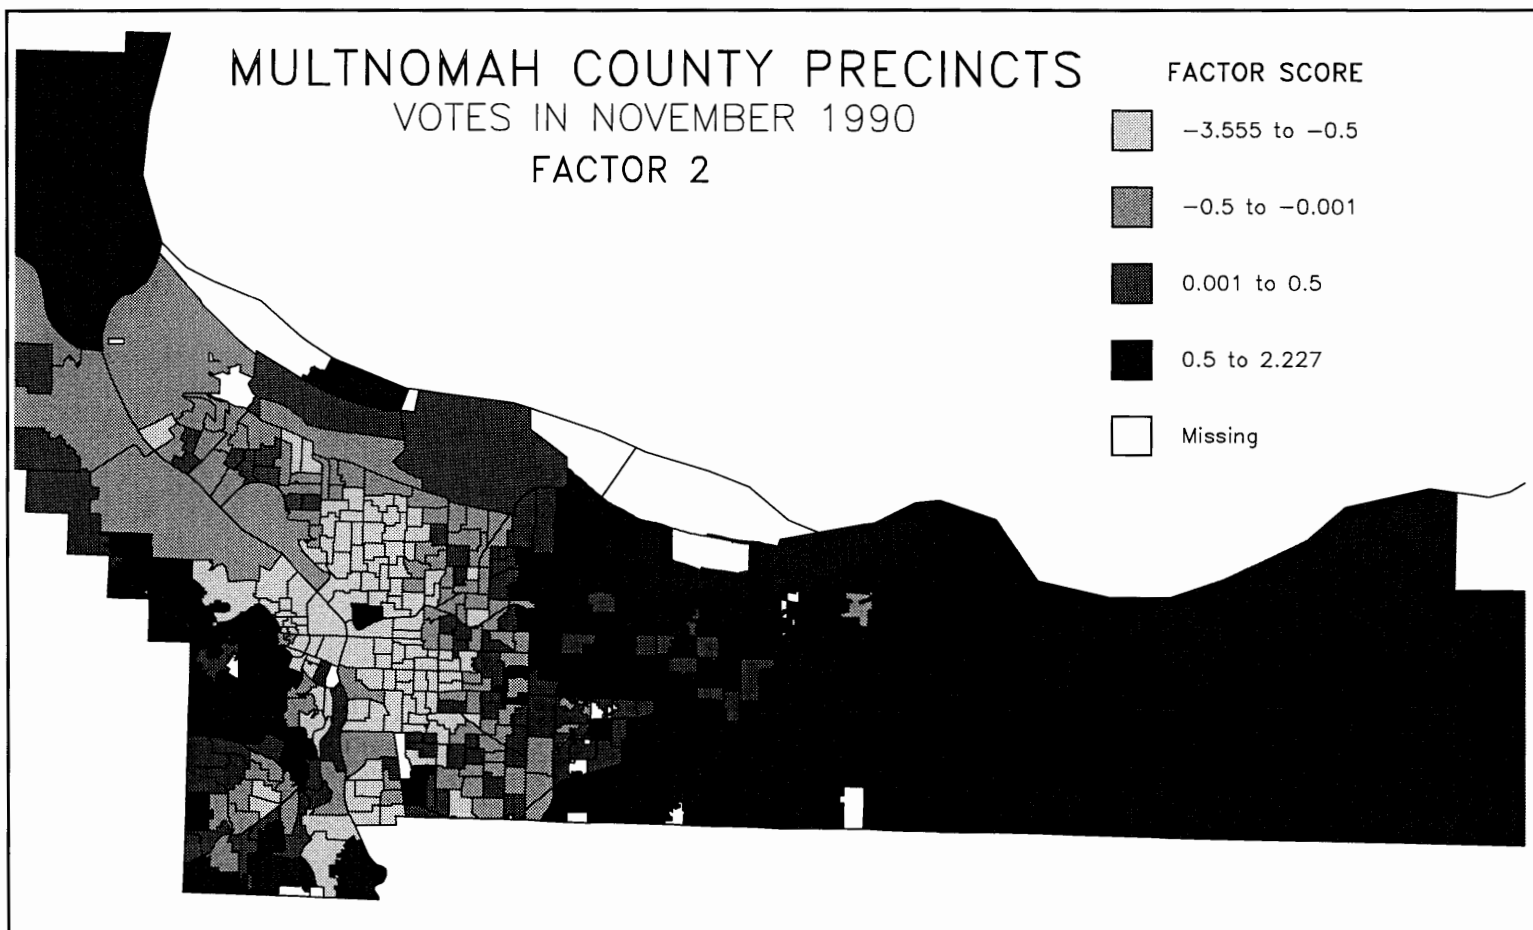 MULTNOMAH COUNTY PRECINCTS
VOTES IN NOVEMBER 1990
FACTOR 2
FACTOR SCORE
−3.555 to −0.5
−0.5 to −0.001
0.001 to 0.5
0.5 to 2.227
Missing